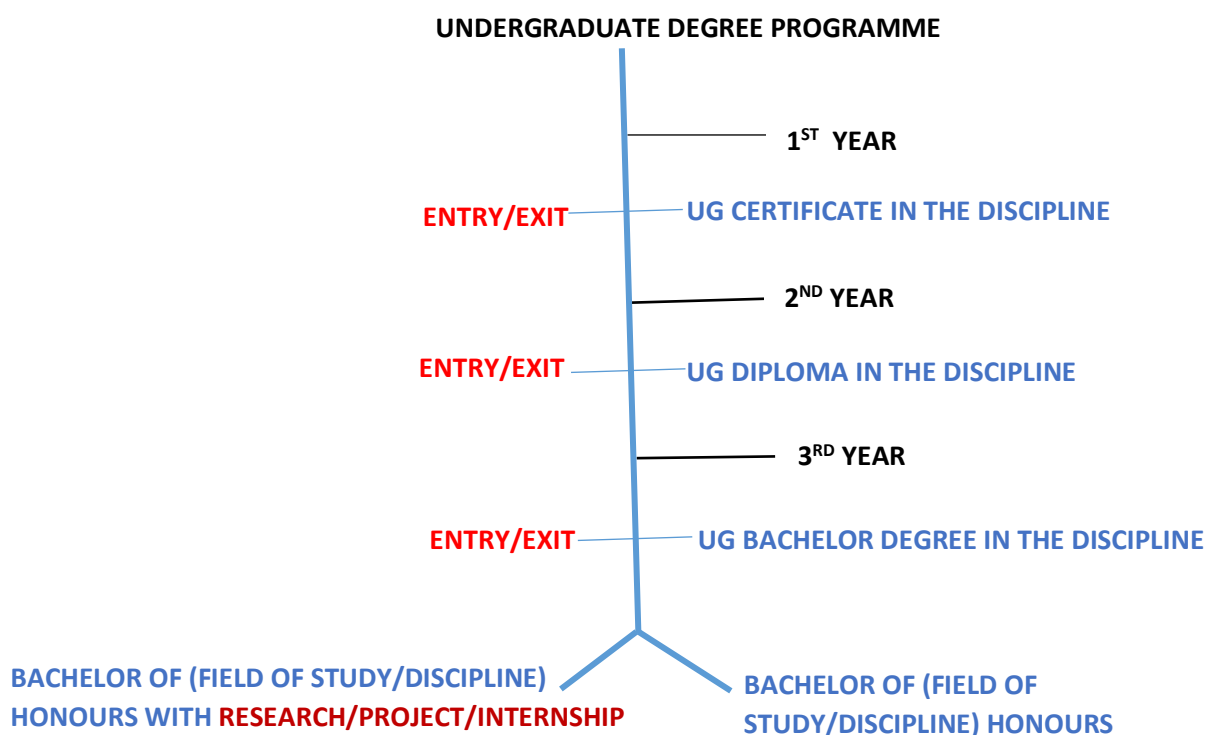 UNDERGRADUATE DEGREE PROGRAMME
1ST YEAR
ENTRY/EXIT
UG CERTIFICATE IN THE DISCIPLINE
2ND YEAR
ENTRY/EXIT
UG DIPLOMA IN THE DISCIPLINE
3RD YEAR
ENTRY/EXIT
UG BACHELOR DEGREE IN THE DISCIPLINE
BACHELOR OF (FIELD OF STUDY/DISCIPLINE)
HONOURS WITH RESEARCH/PROJECT/INTERNSHIP
BACHELOR OF (FIELD OF
STUDY/DISCIPLINE) HONOURS